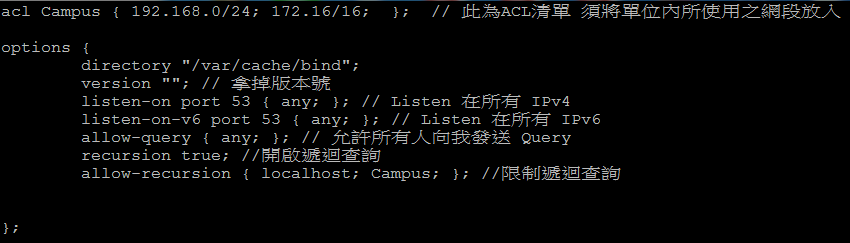 acl Campus { 192.168.0/24; 172.16/16;  };  // 此為ACL清單 須將單位內所使用之網段放入
options {
directory "/var/cache/bind";
version ""; // 拿掉版本號
listen-on port 53 { any; }; // Listen 在所有 IPv4
listen-on-v6 port 53 { any; }; // Listen 在所有 IPv6
allow-query { any; }; // 允許所有人向我發送 Query
recursion true; //開啟遞迴查詢
allow-recursion { localhost; Campus; }; //限制遞迴查詢
};